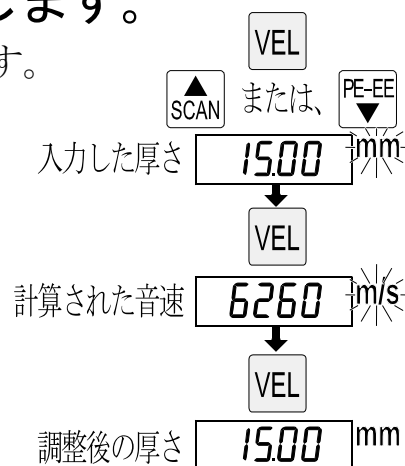 します。
す。
VEL
▲ SCAN または、 PE-EE ▼
入力した厚さ 15.00 mm
VEL
計算された音速 6260 m/s
VEL
調整後の厚さ 15.00 mm